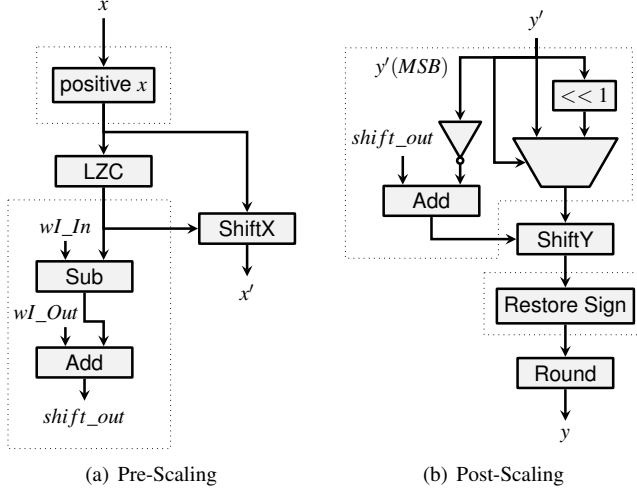 x
positive x
LZC
wI_In
ShiftX
Sub
x′
wI_Out
Add
shift_out
(a) Pre-Scaling
y′
y′(MSB)
<< 1
shift_out
Add
ShiftY
Restore Sign
Round
y
(b) Post-Scaling